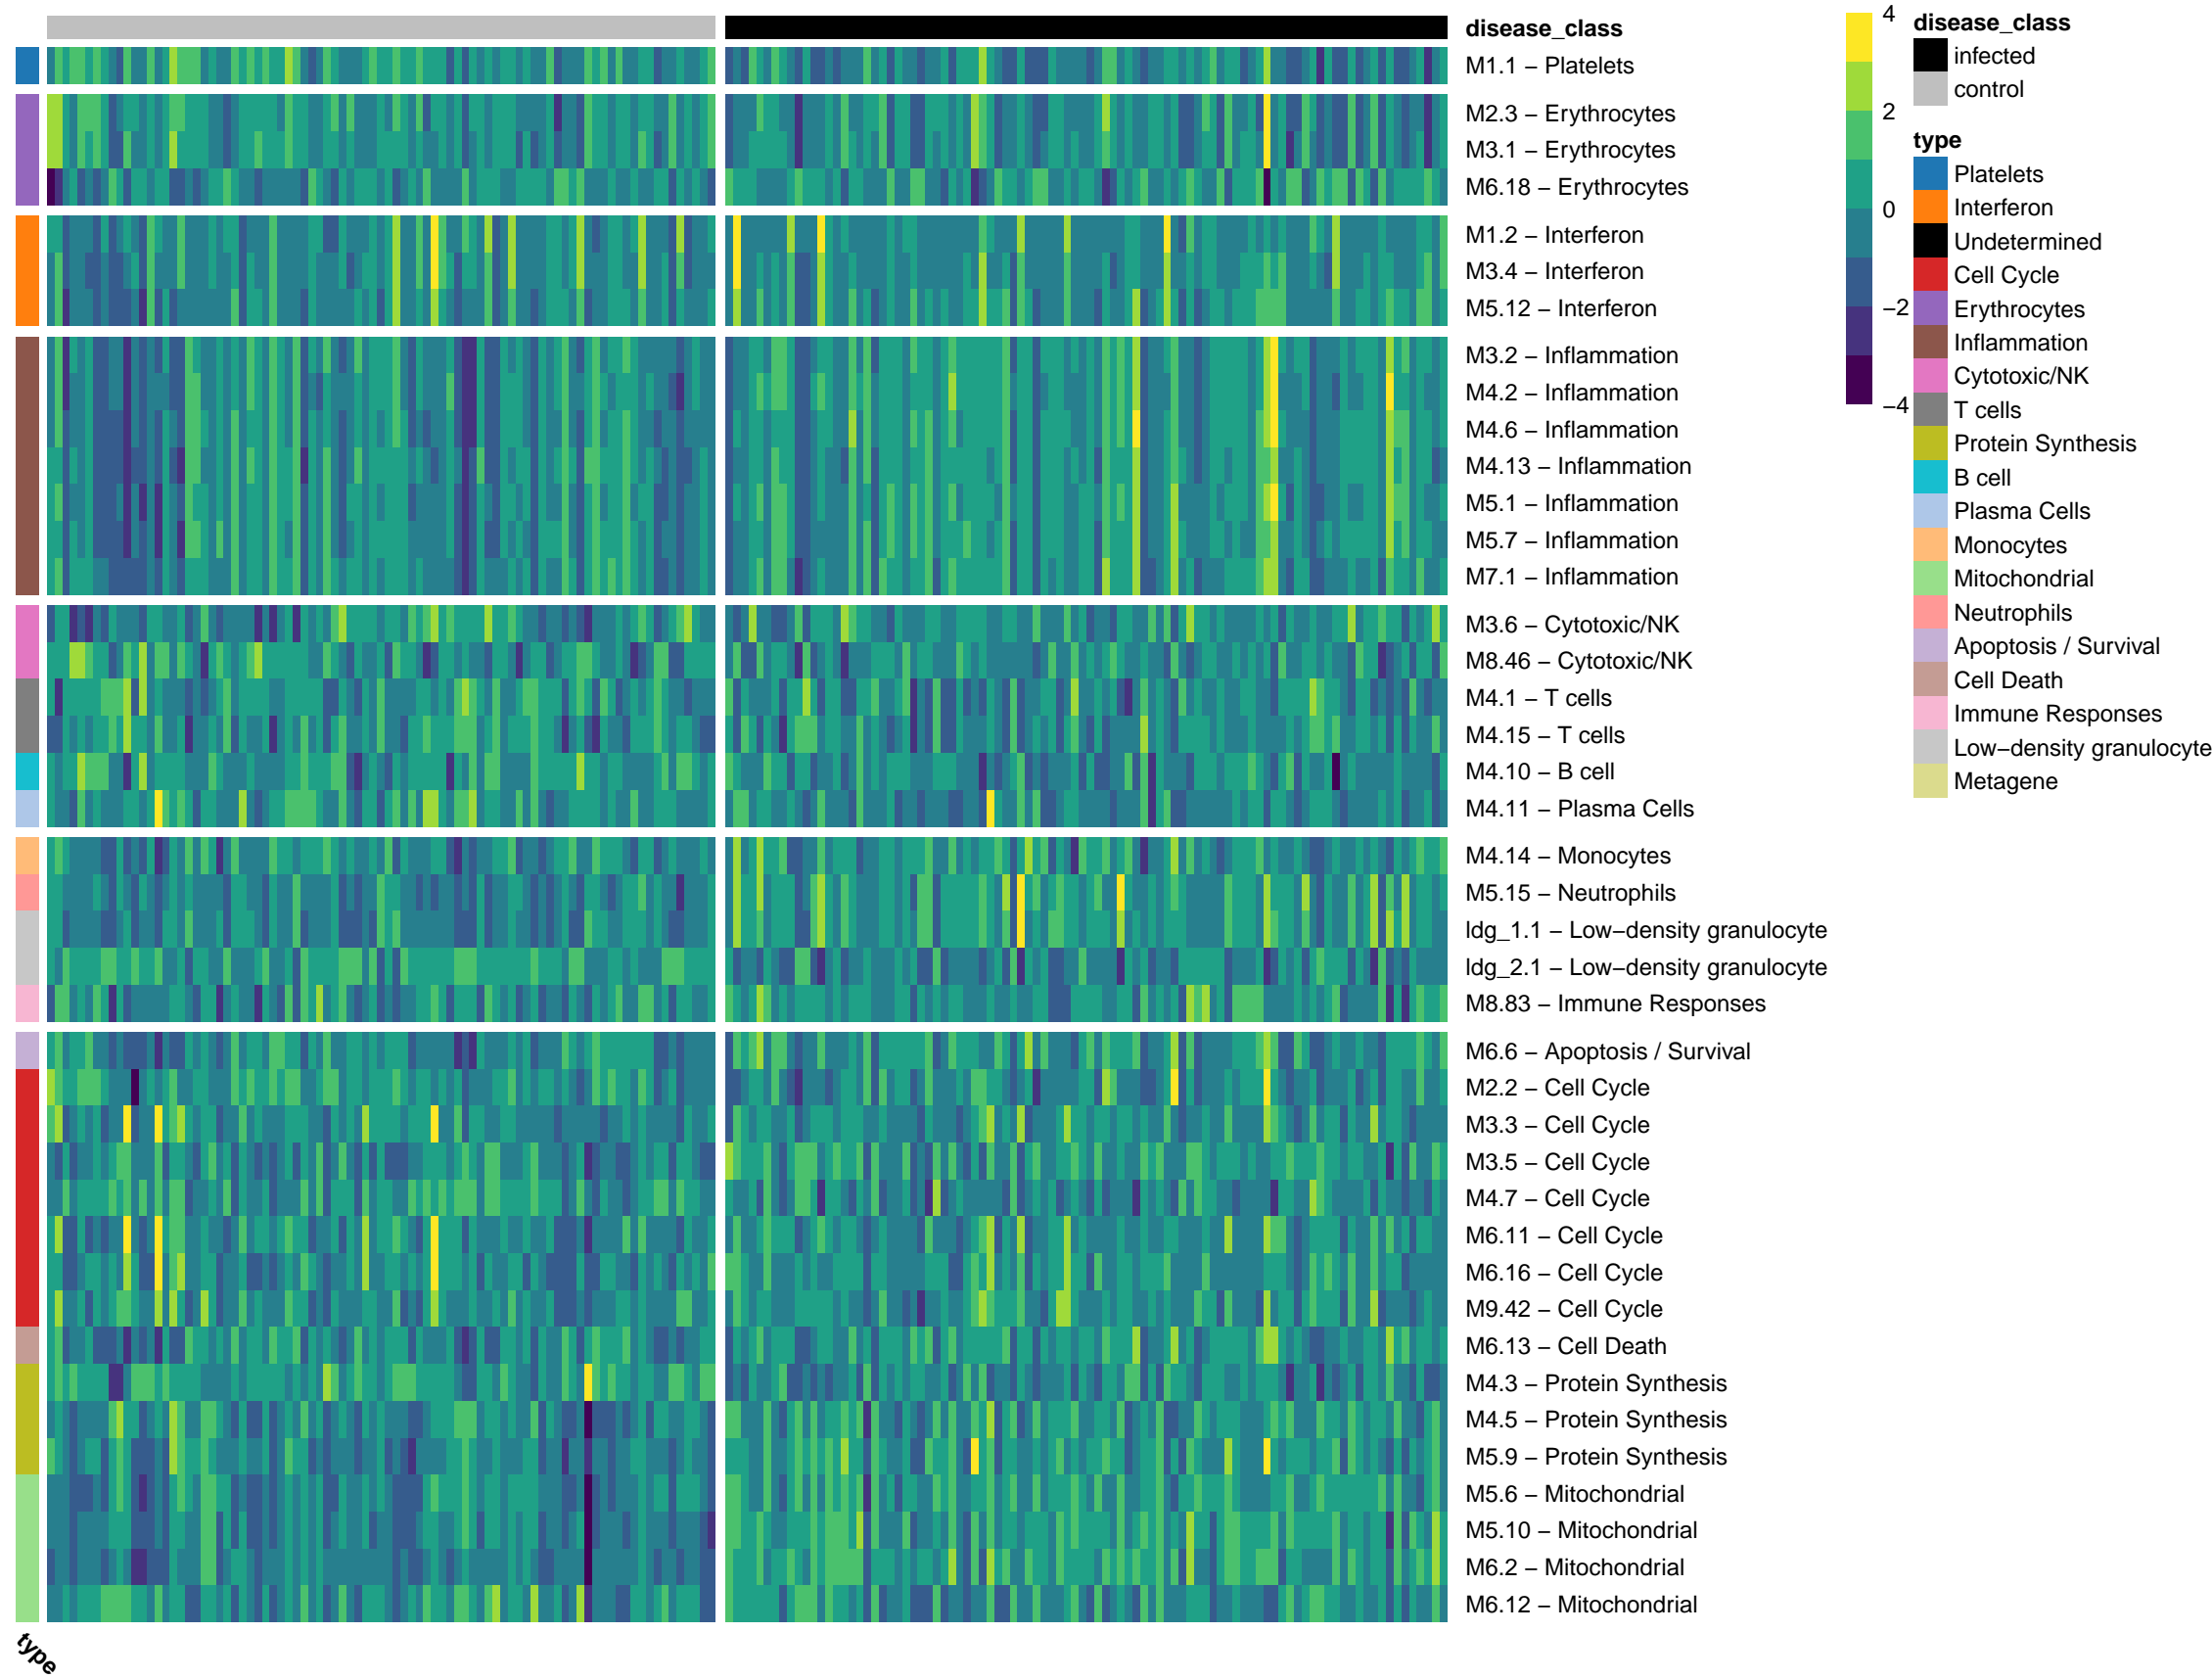 disease_class
M1.1 − Platelets
M2.3 − Erythrocytes
M3.1 − Erythrocytes
M6.18 − Erythrocytes
M1.2 − Interferon
M3.4 − Interferon
M5.12 − Interferon
M3.2 − Inflammation
M4.2 − Inflammation
M4.6 − Inflammation
M4.13 − Inflammation
M5.1 − Inflammation
M5.7 − Inflammation
M7.1 − Inflammation
M3.6 − Cytotoxic/NK
M8.46 − Cytotoxic/NK
M4.1 − T cells
M4.15 − T cells
M4.10 − B cell
M4.11 − Plasma Cells
M4.14 − Monocytes
M5.15 − Neutrophils
ldg_1.1 − Low−density granulocyte
ldg_2.1 − Low−density granulocyte
M8.83 − Immune Responses
M6.6 − Apoptosis / Survival
M2.2 − Cell Cycle
M3.3 − Cell Cycle
M3.5 − Cell Cycle
M4.7 − Cell Cycle
M6.11 − Cell Cycle
M6.16 − Cell Cycle
M9.42 − Cell Cycle
M6.13 − Cell Death
M4.3 − Protein Synthesis
M4.5 − Protein Synthesis
M5.9 − Protein Synthesis
M5.6 − Mitochondrial
M5.10 − Mitochondrial
M6.2 − Mitochondrial
M6.12 − Mitochondrial
type
4
2
0
−2
−4
disease_class
infected
control
type
Platelets
Interferon
Undetermined
Cell Cycle
Erythrocytes
Inflammation
Cytotoxic/NK
T cells
Protein Synthesis
B cell
Plasma Cells
Monocytes
Mitochondrial
Neutrophils
Apoptosis / Survival
Cell Death
Immune Responses
Low−density granulocyte
Metagene